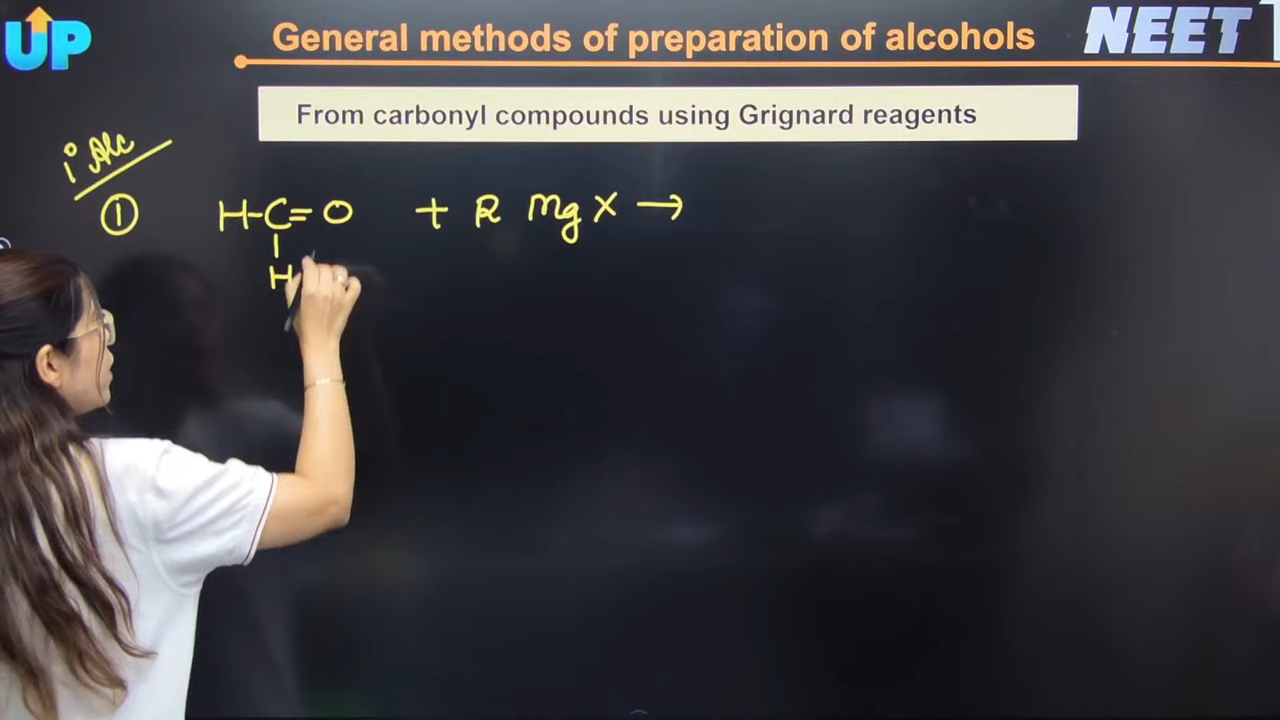 UP
General methods of preparation of alcohols
NEET
From carbonyl compounds using Grignard reagents
1° Alc
① H-C=O + R Mg X →
H